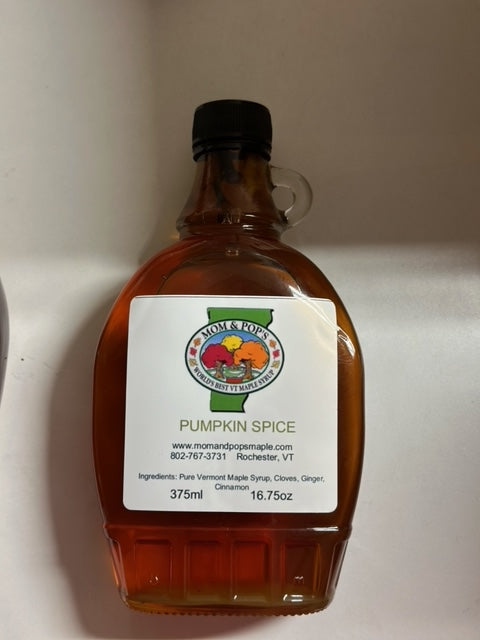 MOM & POP'S
WORLD'S BEST VT MAPLE SYRUP
PUMPKIN SPICE
www.momandpopsmaple.com
802-767-3731 Rochester, VT
Ingredients: Pure Vermont Maple Syrup, Cloves, Ginger,
Cinnamon
375ml 16.75oz